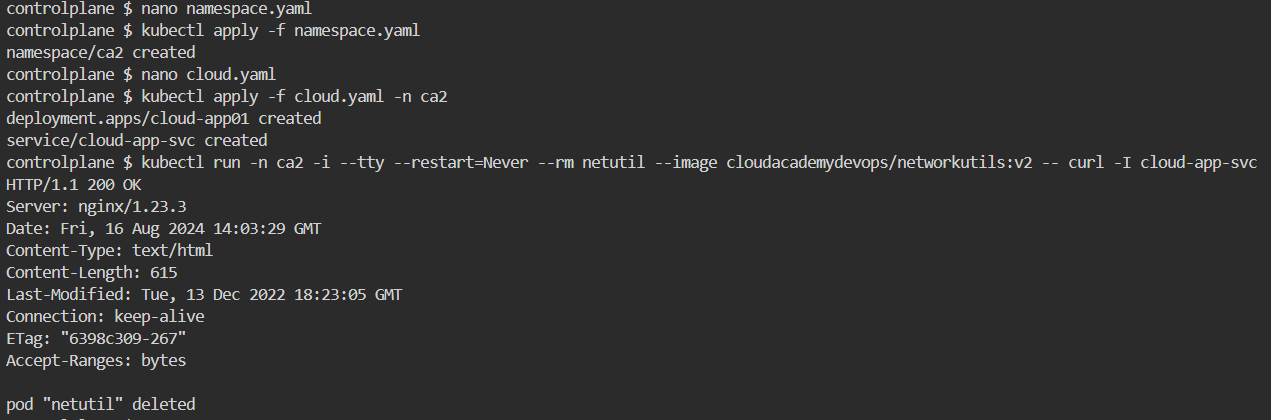 controlplane $ nano namespace.yaml
controlplane $ kubectl apply -f namespace.yaml
namespace/ca2 created
controlplane $ nano cloud.yaml
controlplane $ kubectl apply -f cloud.yaml -n ca2
deployment.apps/cloud-app01 created
service/cloud-app-svc created
controlplane $ kubectl run -n ca2 -i --tty --restart=Never --rm netutil --image cloudacademydevops/networkutils:v2 -- curl -I cloud-app-svc
HTTP/1.1 200 OK
Server: nginx/1.23.3
Date: Fri, 16 Aug 2024 14:03:29 GMT
Content-Type: text/html
Content-Length: 615
Last-Modified: Tue, 13 Dec 2022 18:23:05 GMT
Connection: keep-alive
ETag: "6398c309-267"
Accept-Ranges: bytes
pod "netutil" deleted